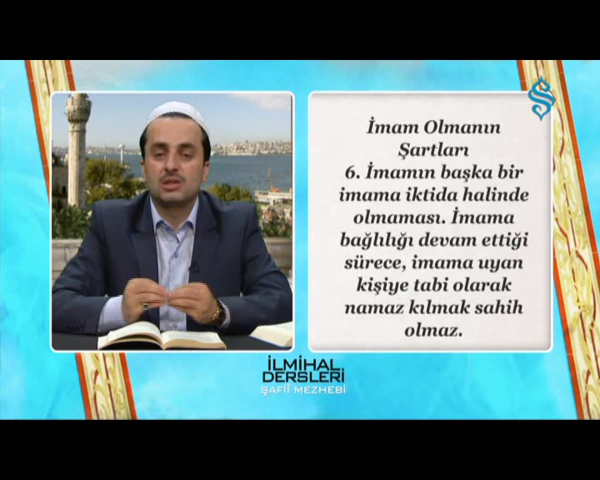 İmam Olmanın
Şartları
6. İmamın başka bir
imama iktida halinde
olmaması. İmama
bağlılığı devam ettiği
sürece, imama uyan
kişiye tabi olarak
namaz kılmak sahih
olmaz.
İLMİHAL
DERSLERİ
ŞAFİİ MEZHEBİ